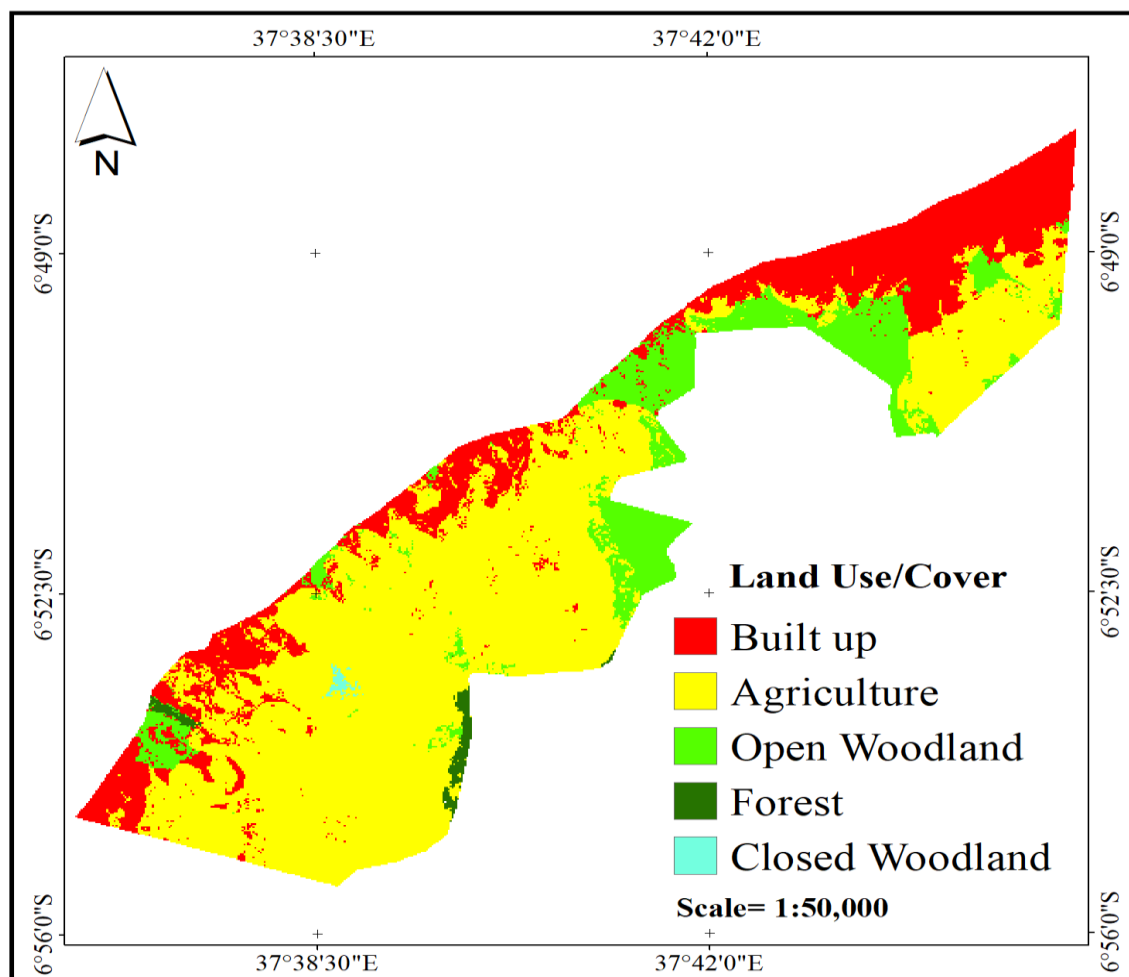 37°38'30"E
37°42'0"E
N
6°49'0"S
6°49'0"S
Land Use/Cover
6°52'30"S
6°52'30"S
Built up
Agriculture
Open Woodland
Forest
Closed Woodland
Scale= 1:50,000
6°56'0"S
6°56'0"S
37°38'30"E
37°42'0"E